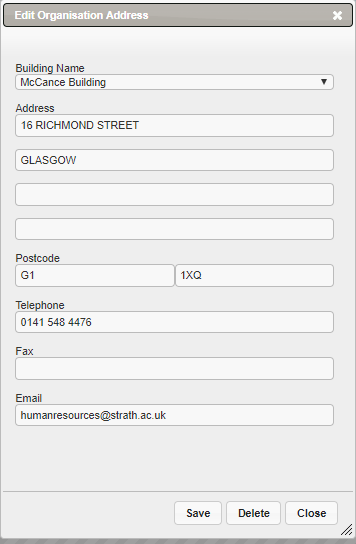 Edit Organisation Address
Building Name
McCance Building
Address
16 RICHMOND STREET
GLASGOW
Postcode
G1 1XQ
Telephone
0141 548 4476
Fax
Email
humanresources@strath.ac.uk
Save Delete Close